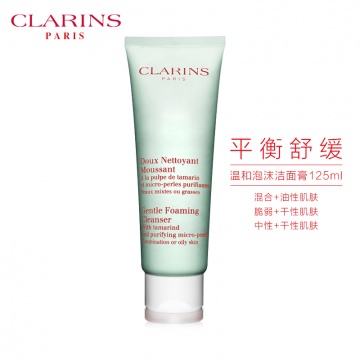 CLARINS
PARIS
CLARINS
PARIS
Doux Nettoyant
Moussant
à la pulpe de tamarin
et micro-perles purifiantes
Peaux mixtes ou grasses
Gentle Foaming
Cleanser
with tamarind
and purifying micro-pearls
Combination or oily skin
平衡舒缓
温和泡沫洁面膏125ml
混合+油性肌肤
脆弱+干性肌肤
中性+干性肌肤